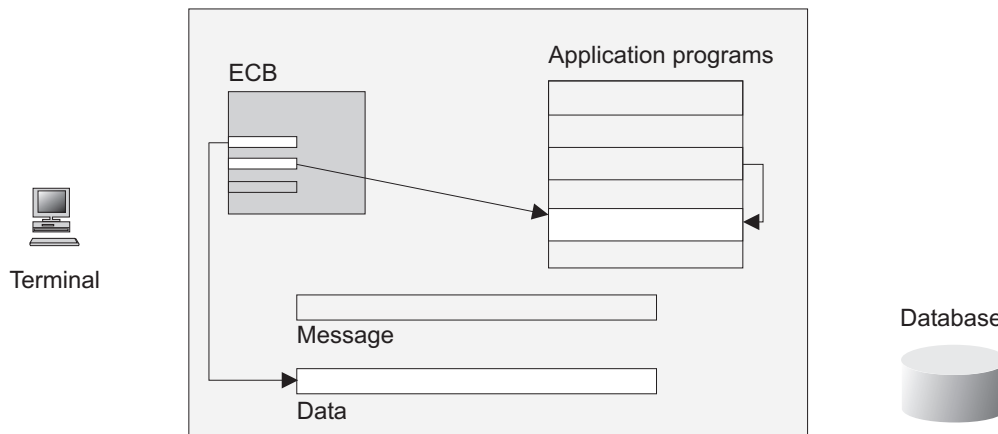 ECB
Application programs
Terminal
Message
Database
Data